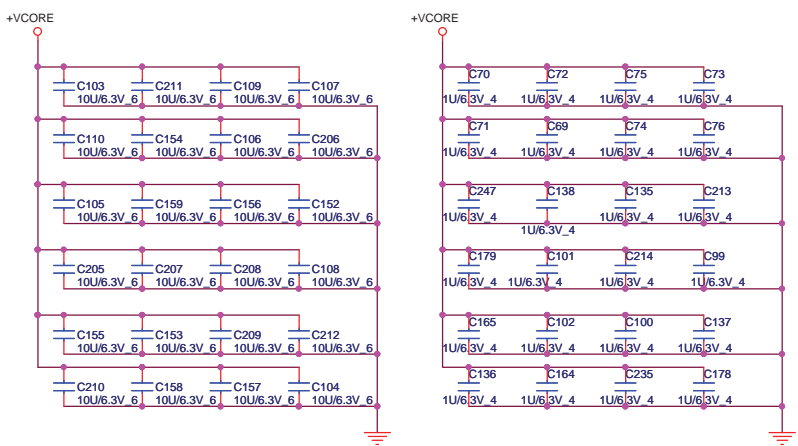 +VCORE +VCORE
C103 C211 C109 C107 C70 C72 C75 C73
10U/6.3V_6 10U/6.3V_6 10U/6.3V_6 10U/6.3V_6 1U/6.3V_4 1U/6.3V_4 1U/6.3V_4 1U/6.3V_4
C110 C154 C106 C206 C71 C69 C74 C76
10U/6.3V_6 10U/6.3V_6 10U/6.3V_6 10U/6.3V_6 1U/6.3V_4 1U/6.3V_4 1U/6.3V_4 1U/6.3V_4
C105 C159 C156 C152 C247 C138 C135 C213
10U/6.3V_6 10U/6.3V_6 10U/6.3V_6 10U/6.3V_6 1U/6.3V_4 1U/6.3V_4 1U/6.3V_4 1U/6.3V_4
C205 C207 C208 C108 C179 C101 C214 C99
10U/6.3V_6 10U/6.3V_6 10U/6.3V_6 10U/6.3V_6 1U/6.3V_4 1U/6.3V_4 1U/6.3V_4 1U/6.3V_4
C155 C153 C209 C212 C165 C102 C100 C137
10U/6.3V_6 10U/6.3V_6 10U/6.3V_6 10U/6.3V_6 1U/6.3V_4 1U/6.3V_4 1U/6.3V_4 1U/6.3V_4
C210 C158 C157 C104 C136 C164 C235 C178
10U/6.3V_6 10U/6.3V_6 10U/6.3V_6 10U/6.3V_6 1U/6.3V_4 1U/6.3V_4 1U/6.3V_4 1U/6.3V_4